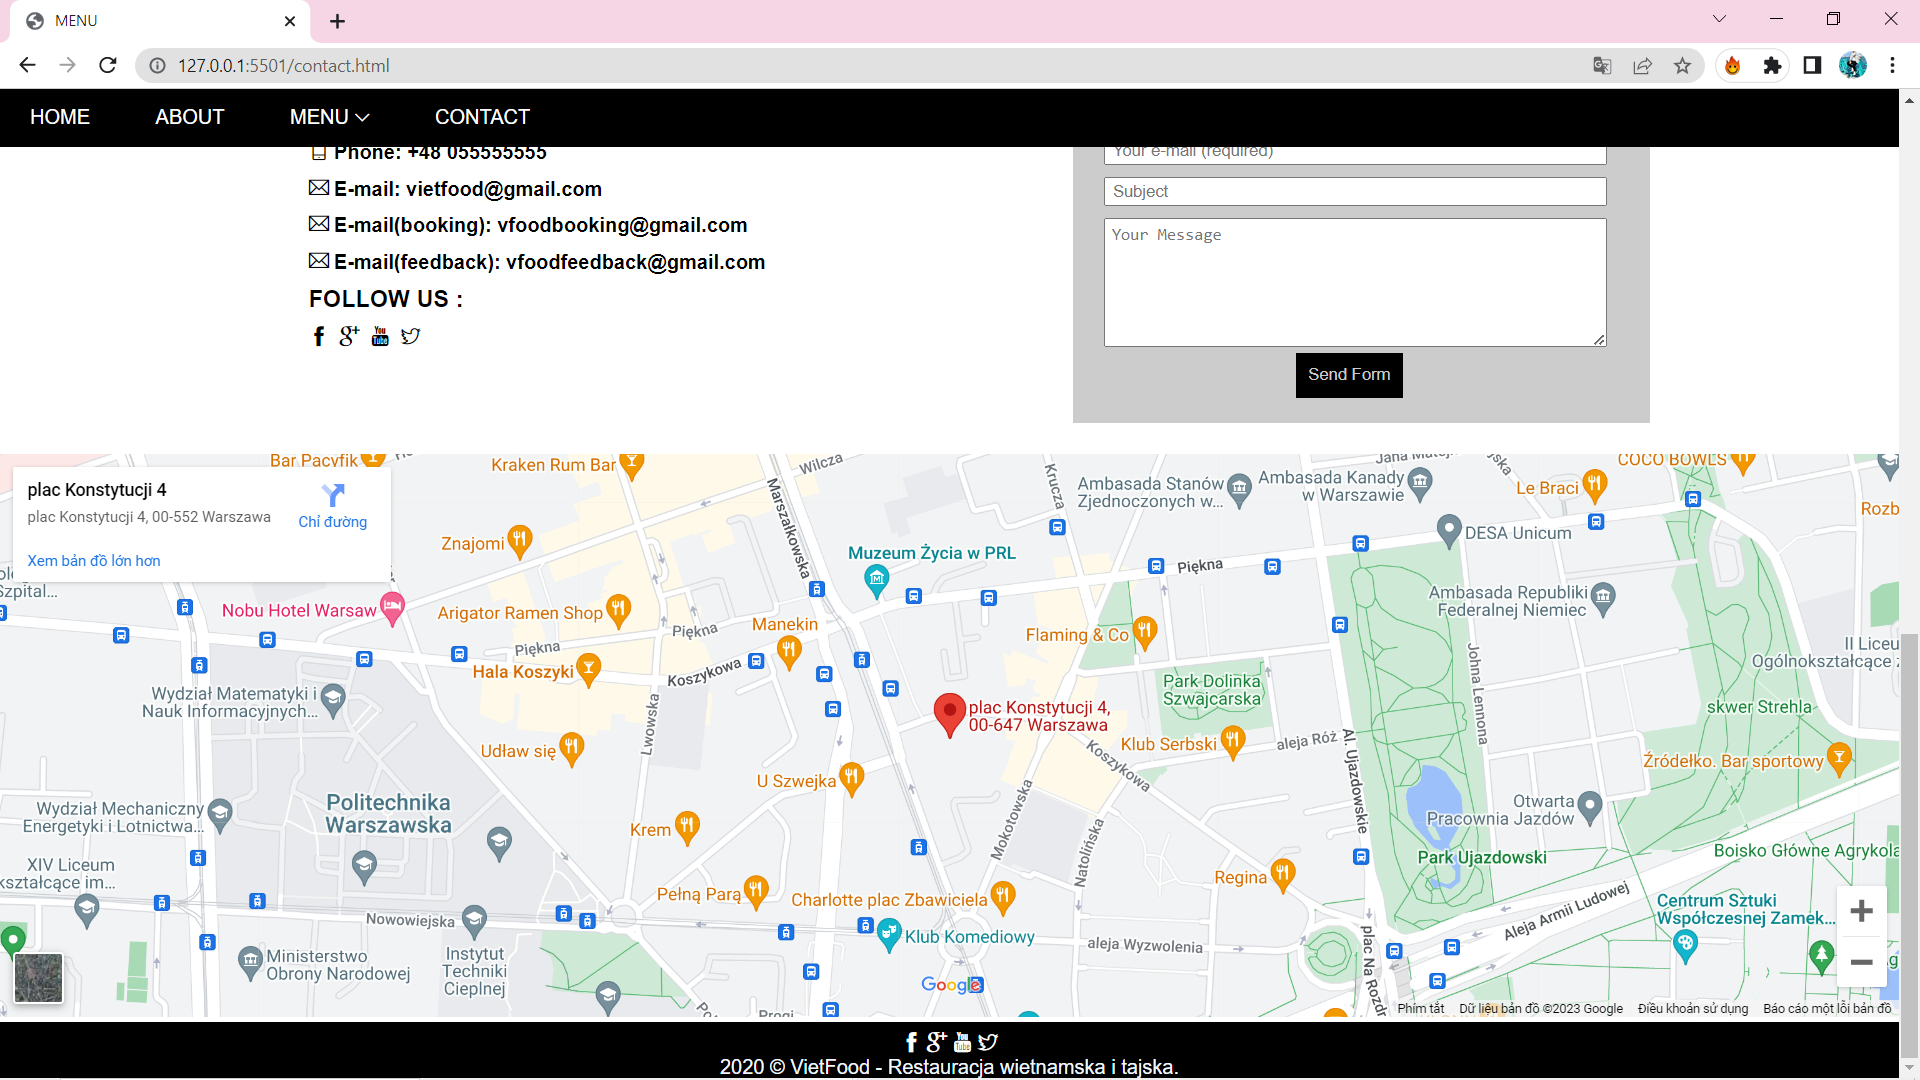 MENU
127.0.0.1:5501/contact.html
HOME
ABOUT
MENU
CONTACT
Phone: +48 055555555
E-mail: vietfood@gmail.com
E-mail(booking): vfoodbooking@gmail.com
E-mail(feedback): vfoodfeedback@gmail.com
FOLLOW US :
You
Tube
Your e-mail (required)
Subject
Your Message
Send Form
plac Konstytucji 4
plac Konstytucji 4, 00-552 Warszawa
Chỉ đường
Xem bản đồ lớn hơn
Bar Pacyfik
Kraken Rum Bar
Wilcza
Marszałkowska
Krucza
Ambasada Stanów
Zjednoczonych w...
Ambasada Kanady
w Warszawie
Le Braci
COCO BOWLS
Rozb
DESA Unicum
Znajomi
Muzeum Życia w PRL
Piękna
Ambasada Republiki
Federalnej Niemiec
Szpital...
Nobu Hotel Warsaw
Arigator Ramen Shop
Piękna
Manekin
Flaming & Co
Piękna
Hala Koszyki
Koszykowa
II Liceu
Ogólnokształcące
Johna Lennona
Wydział Matematyki i
Nauk Informacyjnych...
Lwowska
Park Dolinka
Szwajcarska
plac Konstytucji 4,
00-647 Warszawa
skwer Strehla
Klub Serbski
aleja Róż
Al. Ujazdowskie
Udław się
Koszykowa
U Szwejka
Źródełko. Bar sportowy
Wydział Mechaniczny
Energetyki i Lotnictwa...
Politechnika
Warszawska
Krem
Mokotowska
Natolińska
Otwarta
Pracownia Jazdów
Park Ujazdowski
Boisko Główne Agrykola
XIV Liceum
kształcące im...
Pełną Parą
Charlotte plac Zbawiciela
Regina
Nowowiejska
Klub Komediowy
aleja Wyzwolenia
Aleja Armii Ludowej
Centrum Sztuki
Współczesnej Zamek...
plac Na Rozdr
Ministerstwo
Obrony Narodowej
Instytut
Techniki
Cieplnej
Google
Phím tắt
Dữ liệu bản đồ ©2023 Google
Điều khoản sử dụng
Báo cáo một lỗi bản đồ
You
Tube
2020 © VietFood - Restauracja wietnamska i tajska.